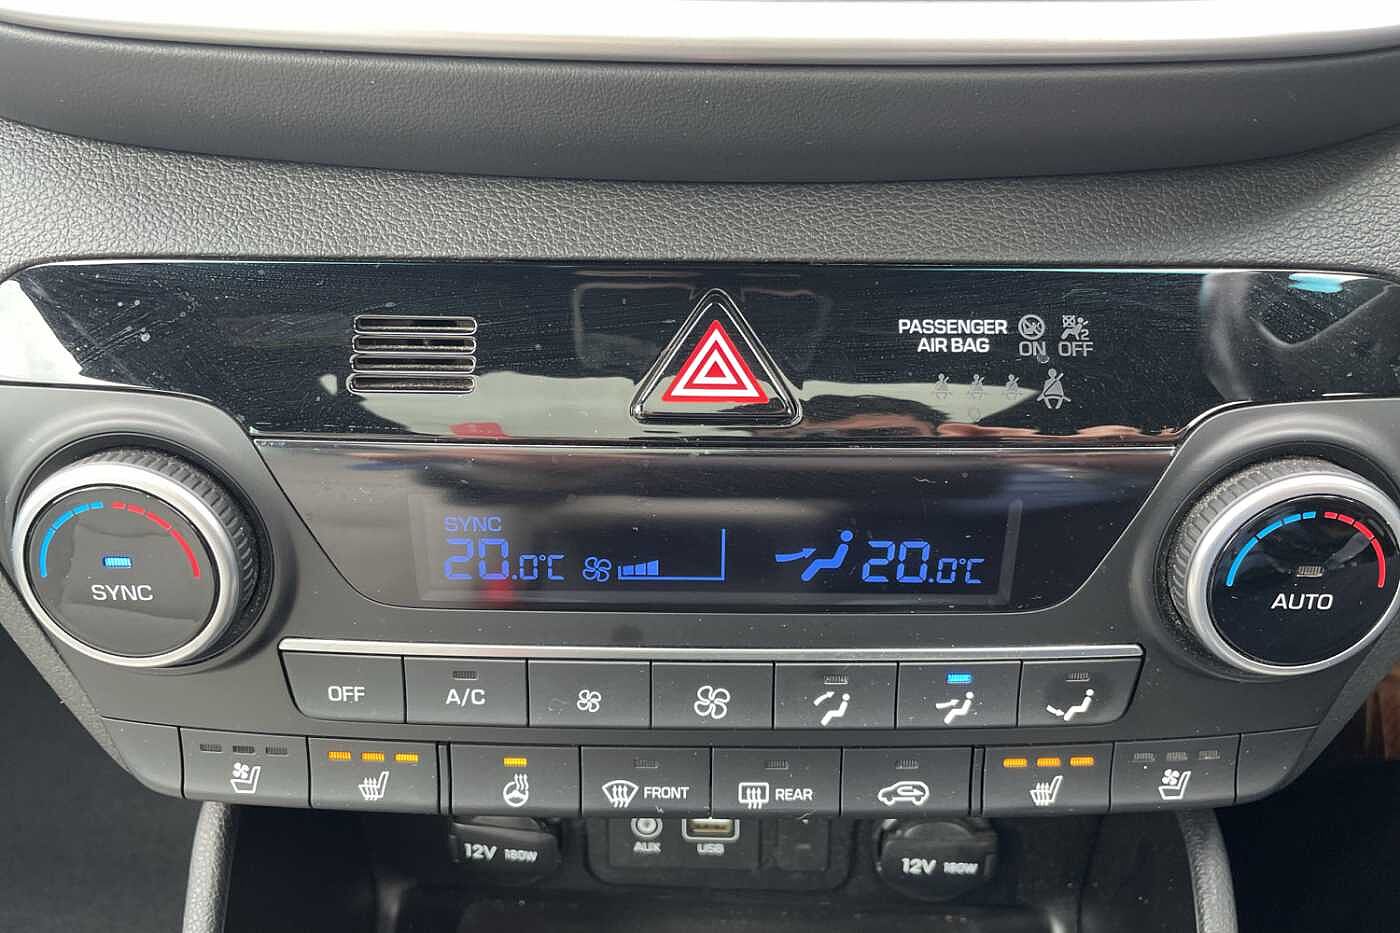 PASSENGER
AIR BAG
ON OFF
2
SYNC
20.0°C 20.0°C
SYNC
AUTO
OFF
A/C
FRONT
REAR
AUX
USB
12V 180W
12V 180W